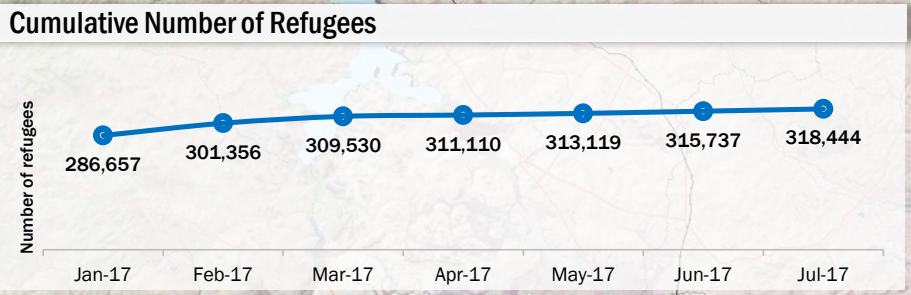 Cumulative Number of Refugees
Number of refugees
286,657
301,356
309,530
311,110
313,119
315,737
318,444
Jan-17
Feb-17
Mar-17
Apr-17
May-17
Jun-17
Jul-17